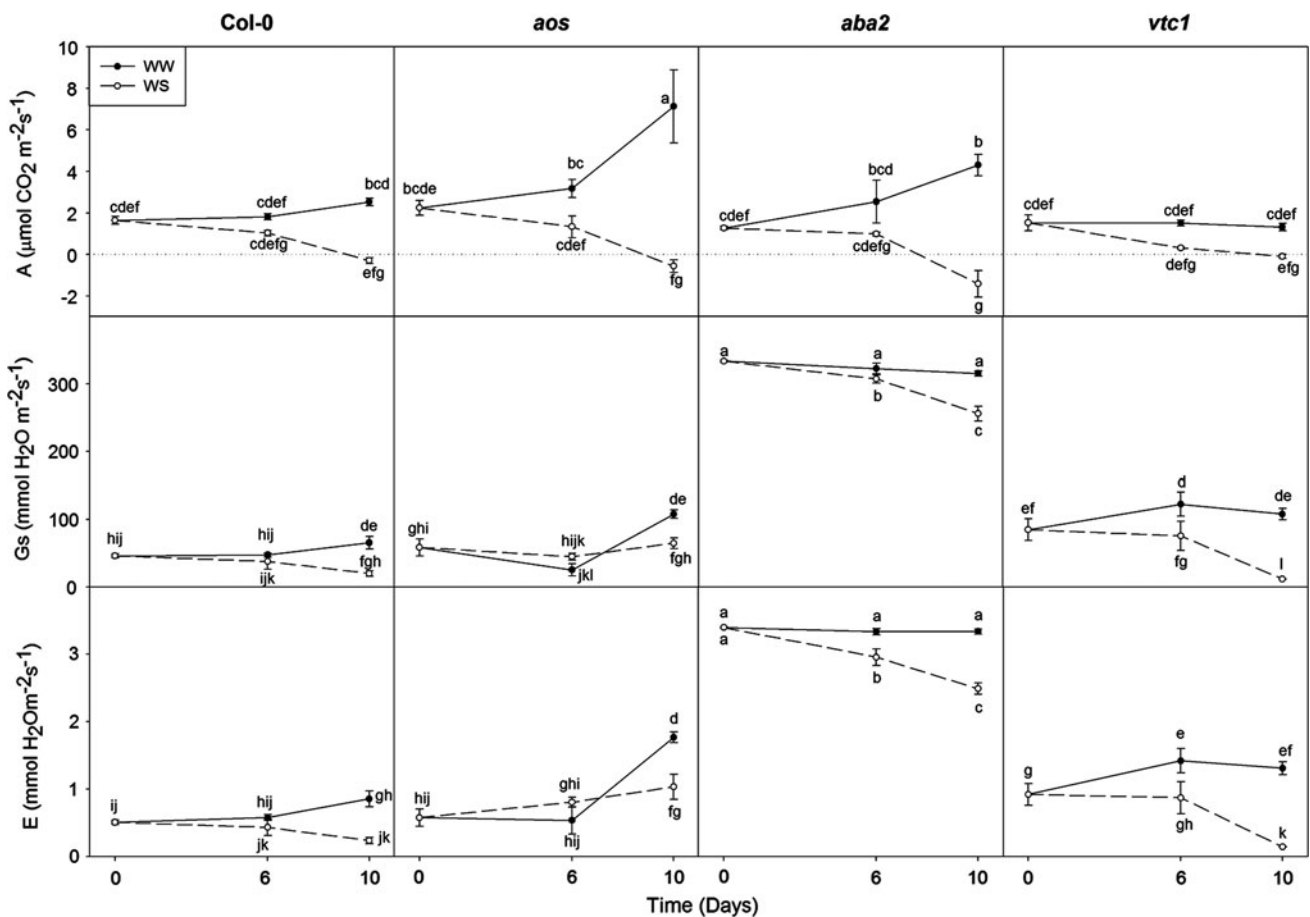 Col-0 aos aba2 vtc1
A (μmol CO2 m-2s-1)
10
8
6
4
2
0
-2
WW
WS
cdef cdef bcd
cdefg efg
bcde bc a
cdef fg
cdef bcd b
cdefg g
cdef cdef cdef
defg efg
Gs (mmol H2O m-2s-1)
300
200
100
0
hij hij de
ijk fgh
ghi hijk de
jkl fgh
a a a
b c
ef d de
fg l
E (mmol H2Om-2s-1)
3
2
1
0
ij hij gh
jk jk
hij ghi d
hij fg
a a a
a b c
g e ef
gh k
0 6 10 0 6 10 0 6 10 0 6 10
Time (Days)